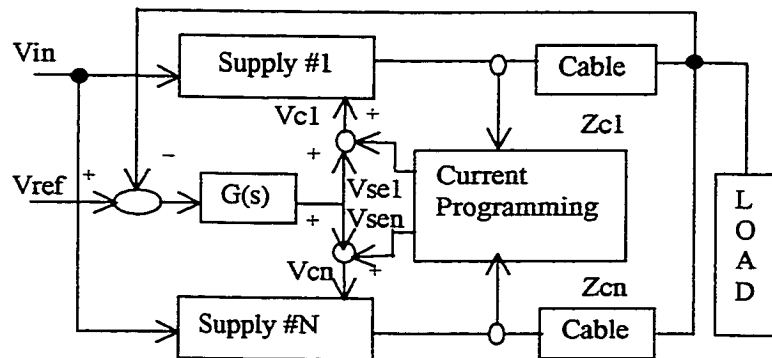 Vin
Supply #1
Cable
Vc1
+
Zc1
+
−
+
Vref
G(s)
Vse1
Current
Programming
+
Vsen
Vcn
+
Supply #N
Zcn
Cable
L
O
A
D